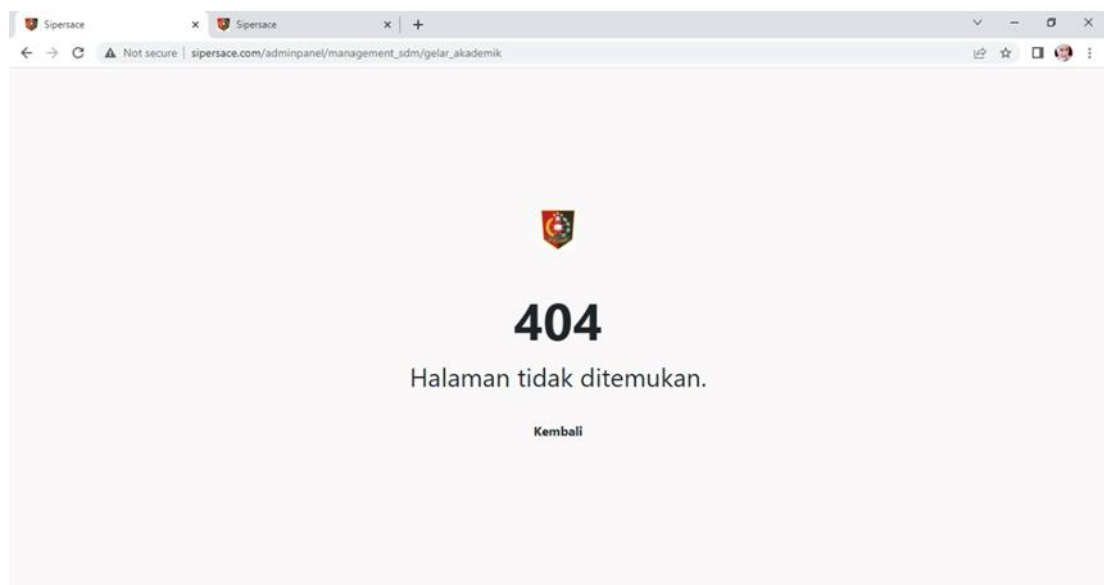 Sipersace
Sipersace
Not secure | sipersace.com/adminpanel/management_sdm/gelar_akademik
404
Halaman tidak ditemukan.
Kembali